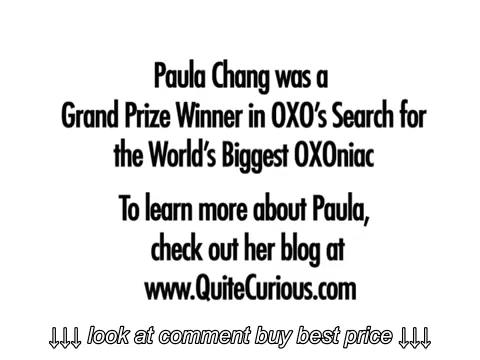 Paula Chang was a
Grand Prize Winner in OXO's Search for
the World's Biggest OXOniac
To learn more about Paula,
check out her blog at
www.QuiteCurious.com
↓↓↓ look at comment buy best price ↓↓↓